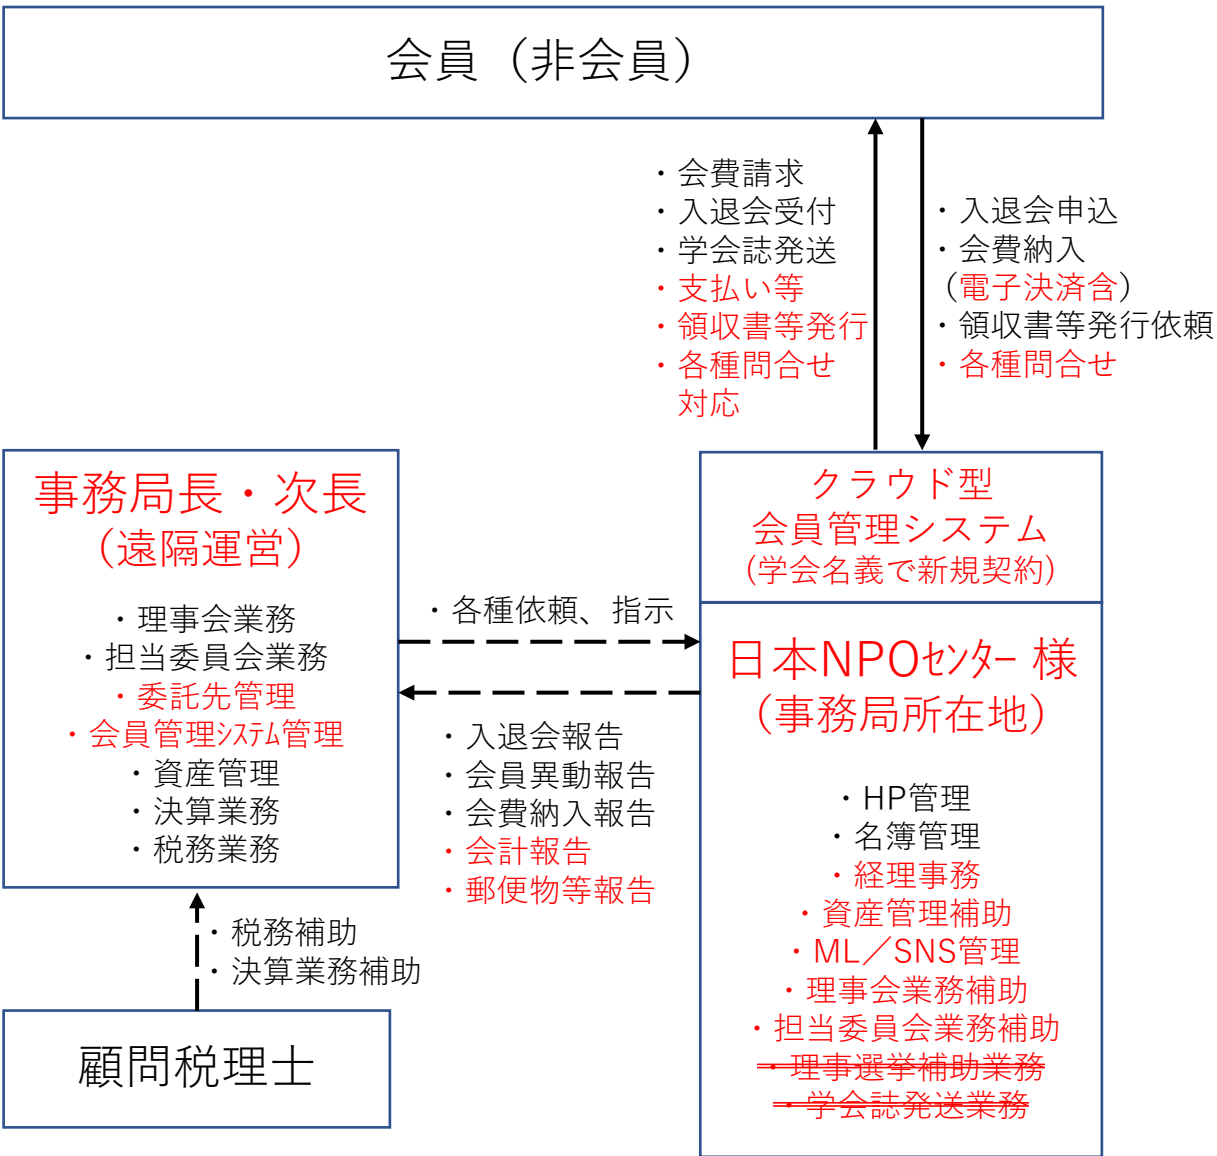 会員（非会員）
・会費請求
・入退会受付
・学会誌発送
・支払い等
・領収書等発行
・各種問合せ
対応
・入退会申込
・会費納入
（電子決済含）
・領収書等発行依頼
・各種問合せ
事務局長・次長
（遠隔運営）
・理事会業務
・担当委員会業務
・委託先管理
・会員管理ｼｽﾃﾑ管理
・資産管理
・決算業務
・税務業務
・各種依頼、指示
・入退会報告
・会員異動報告
・会費納入報告
・会計報告
・郵便物等報告
クラウド型
会員管理システム
（学会名義で新規契約）
日本NPOｾﾝﾀｰ 様
（事務局所在地）
・HP管理
・名簿管理
・経理事務
・資産管理補助
・ML／SNS管理
・理事会業務補助
・担当委員会業務補助
・理事選挙補助業務
・学会誌発送業務
・税務補助
・決算業務補助
顧問税理士